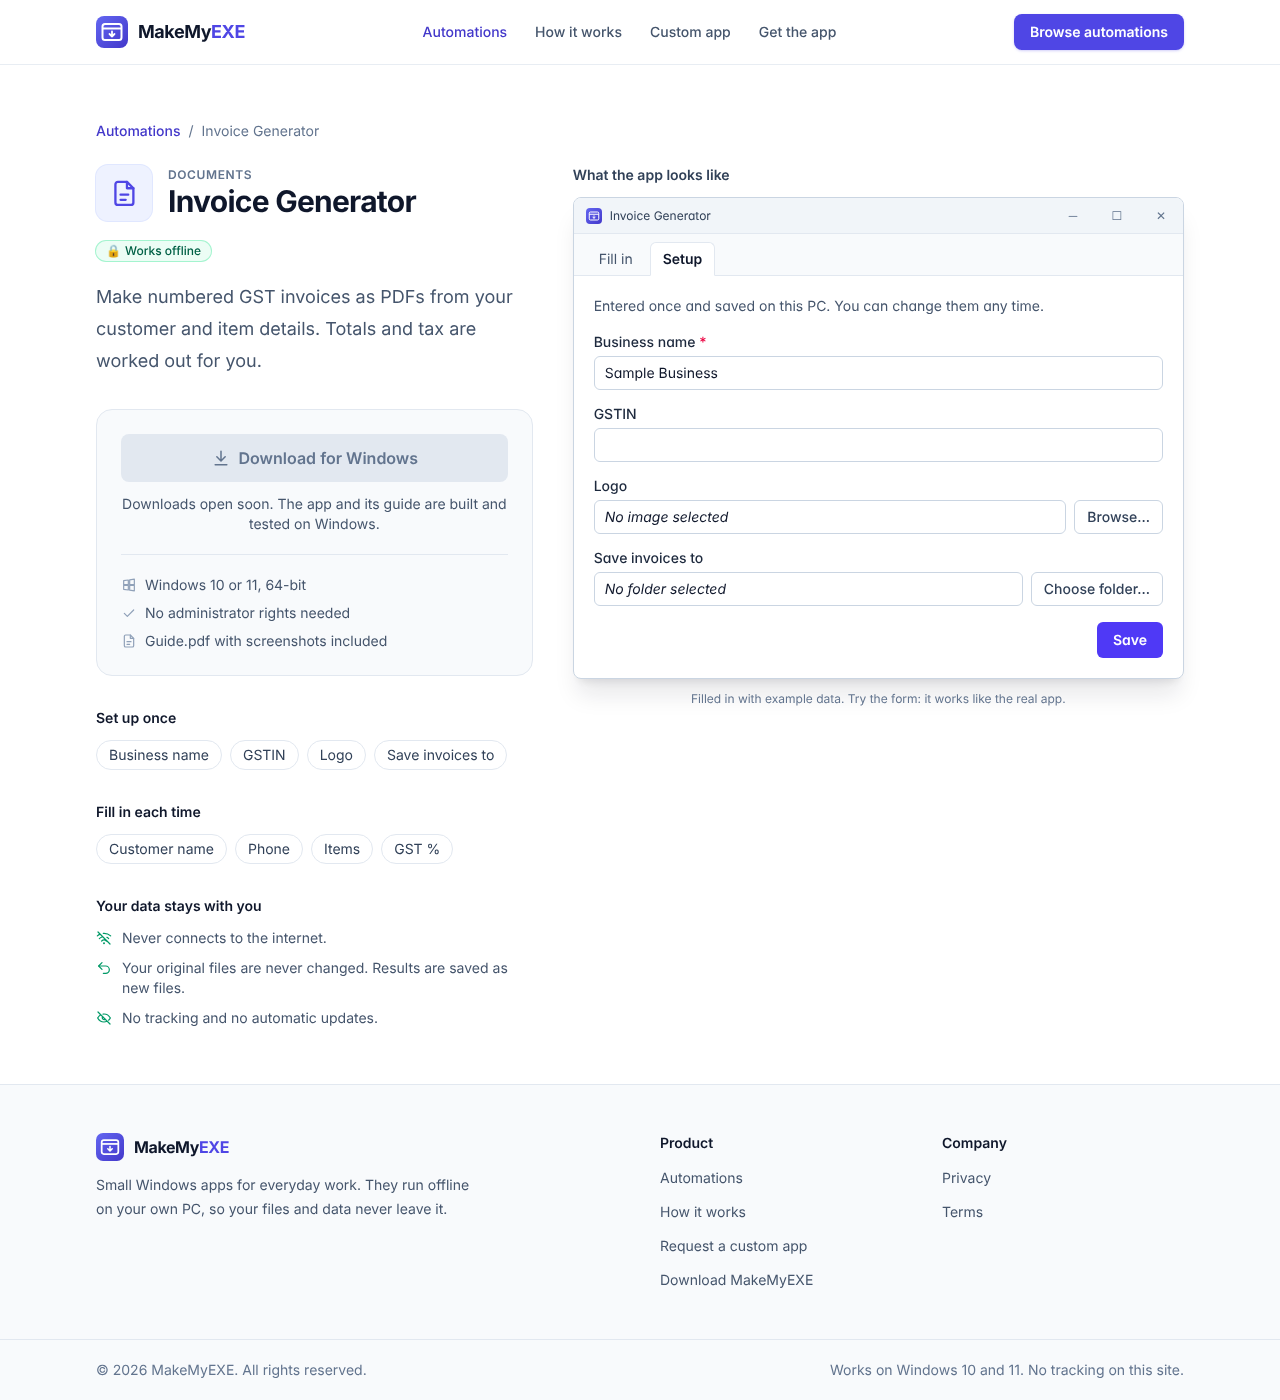 MakeMyEXE
Automations
How it works
Custom app
Get the app
Browse automations
Automations / Invoice Generator
DOCUMENTS
Invoice Generator
🔒 Works offline
Make numbered GST invoices as PDFs from your
customer and item details. Totals and tax are
worked out for you.
Download for Windows
Downloads open soon. The app and its guide are built and
tested on Windows.
Windows 10 or 11, 64-bit
No administrator rights needed
Guide.pdf with screenshots included
Set up once
Business name
GSTIN
Logo
Save invoices to
Fill in each time
Customer name
Phone
Items
GST %
Your data stays with you
Never connects to the internet.
Your original files are never changed. Results are saved as
new files.
No tracking and no automatic updates.
What the app looks like
Invoice Generator
Fill in
Setup
Entered once and saved on this PC. You can change them any time.
Business name *
Sample Business
GSTIN
Logo
No image selected
Browse...
Save invoices to
No folder selected
Choose folder...
Save
Filled in with example data. Try the form: it works like the real app.
MakeMyEXE
Small Windows apps for everyday work. They run offline
on your own PC, so your files and data never leave it.
Product
Automations
How it works
Request a custom app
Download MakeMyEXE
Company
Privacy
Terms
© 2026 MakeMyEXE. All rights reserved.
Works on Windows 10 and 11. No tracking on this site.